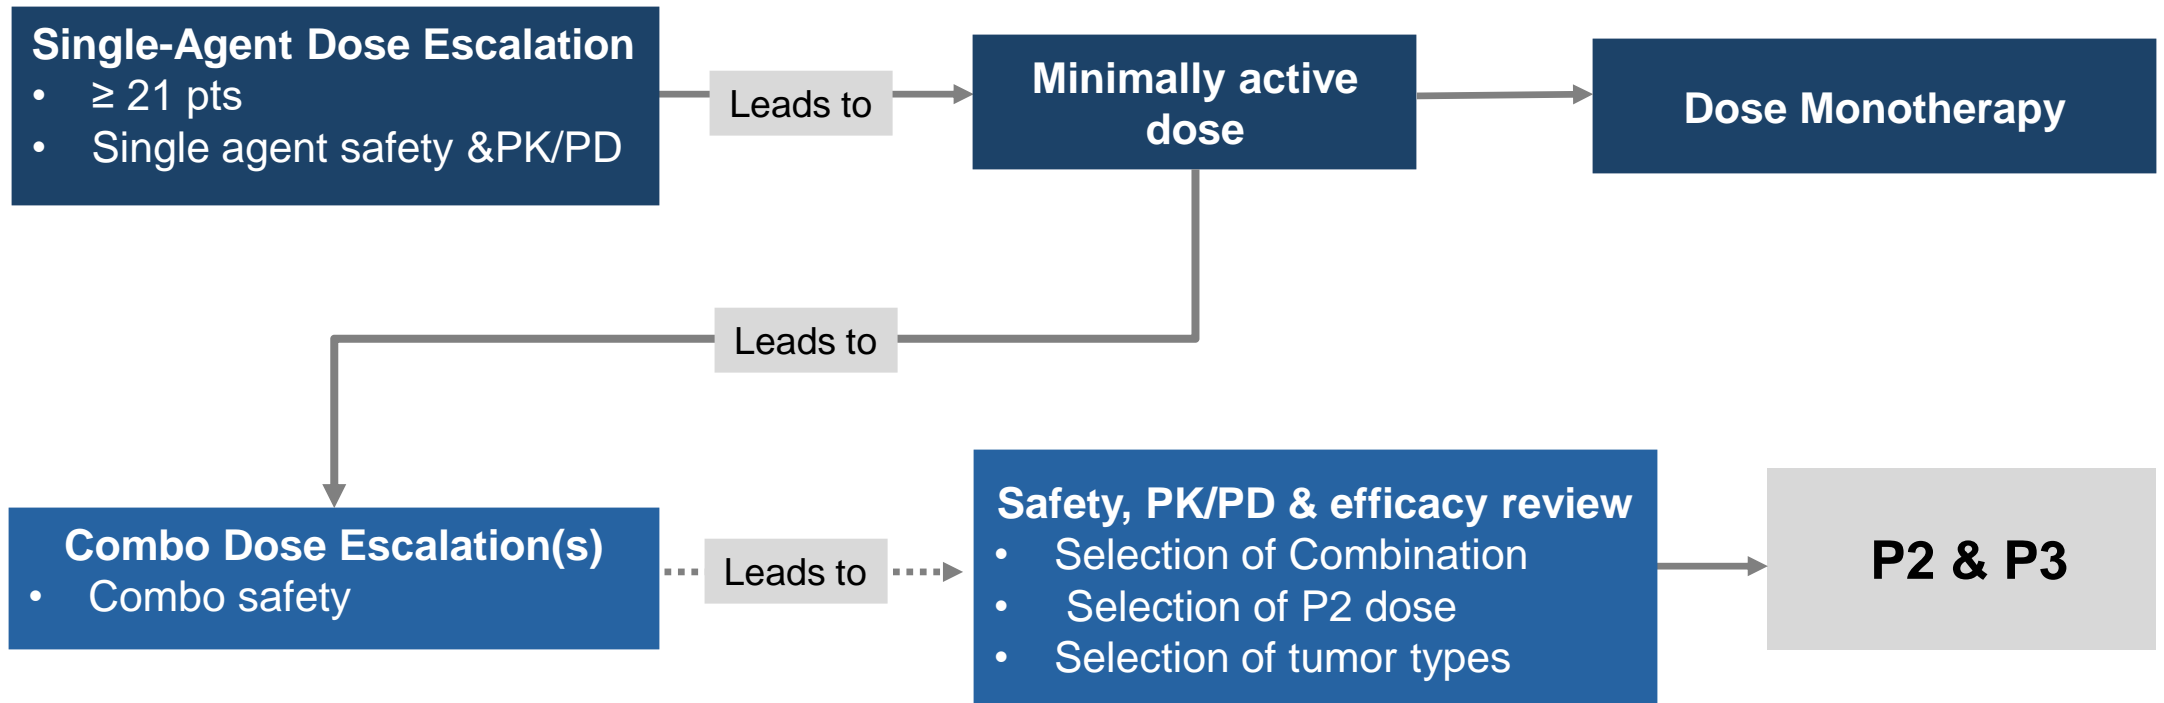 Single-Agent Dose Escalation
• ≥ 21 pts
• Single agent safety &PK/PD
Leads to
Minimally active
dose
Dose Monotherapy
Leads to
Combo Dose Escalation(s)
• Combo safety
Leads to
Safety, PK/PD & efficacy review
• Selection of Combination
• Selection of P2 dose
• Selection of tumor types
P2 & P3